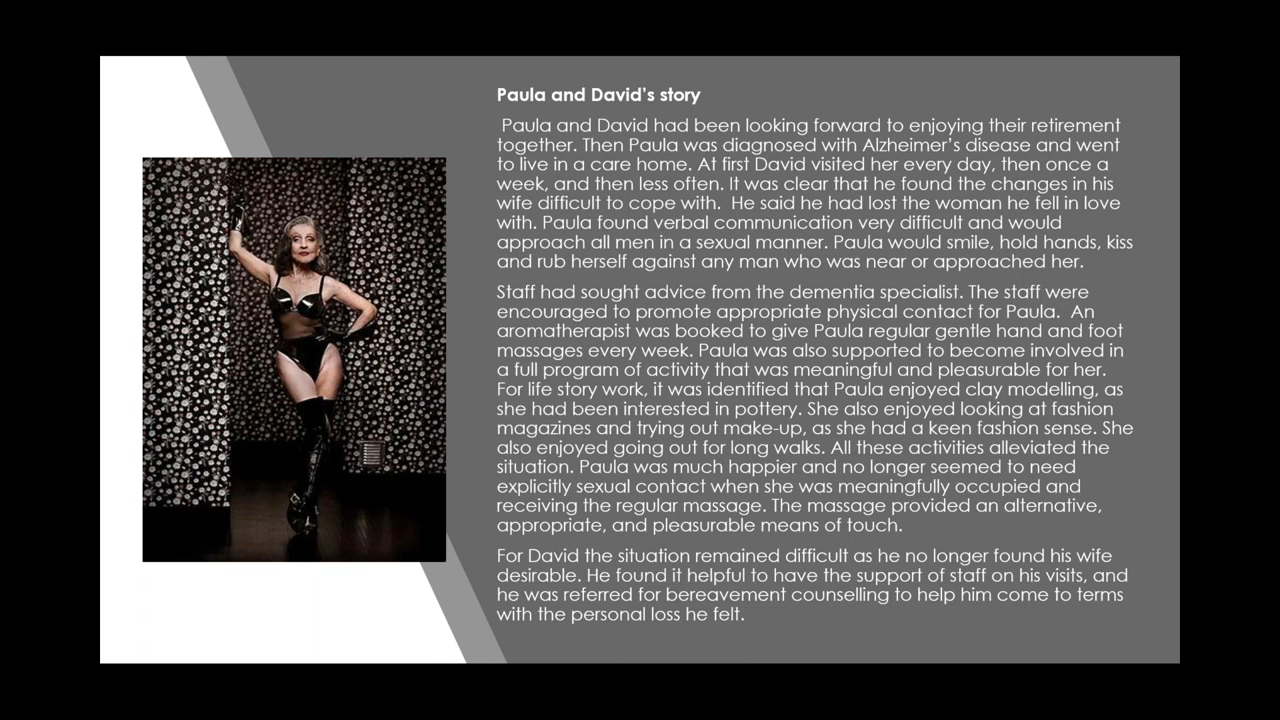 Paula and David's story
Paula and David had been looking forward to enjoying their retirement
together. Then Paula was diagnosed with Alzheimer's disease and went
to live in a care home. At first David visited her every day, then once a
week, and then less often. It was clear that he found the changes in his
wife difficult to cope with.  He said he had lost the woman he fell in love
with. Paula found verbal communication very difficult and would
approach all men in a sexual manner. Paula would smile, hold hands, kiss
and rub herself against any man who was near or approached her.
Staff had sought advice from the dementia specialist. The staff were
encouraged to promote appropriate physical contact for Paula.  An
aromatherapist was booked to give Paula regular gentle hand and foot
massages every week. Paula was also supported to become involved in
a full program of activity that was meaningful and pleasurable for her.
For life story work, it was identified that Paula enjoyed clay modelling, as
she had been interested in pottery. She also enjoyed looking at fashion
magazines and trying out make-up, as she had a keen fashion sense. She
also enjoyed going out for long walks. All these activities alleviated the
situation. Paula was much happier and no longer seemed to need
explicitly sexual contact when she was meaningfully occupied and
receiving the regular massage. The massage provided an alternative,
appropriate, and pleasurable means of touch.
For David the situation remained difficult as he no longer found his wife
desirable. He found it helpful to have the support of staff on his visits, and
he was referred for bereavement counselling to help him come to terms
with the personal loss he felt.